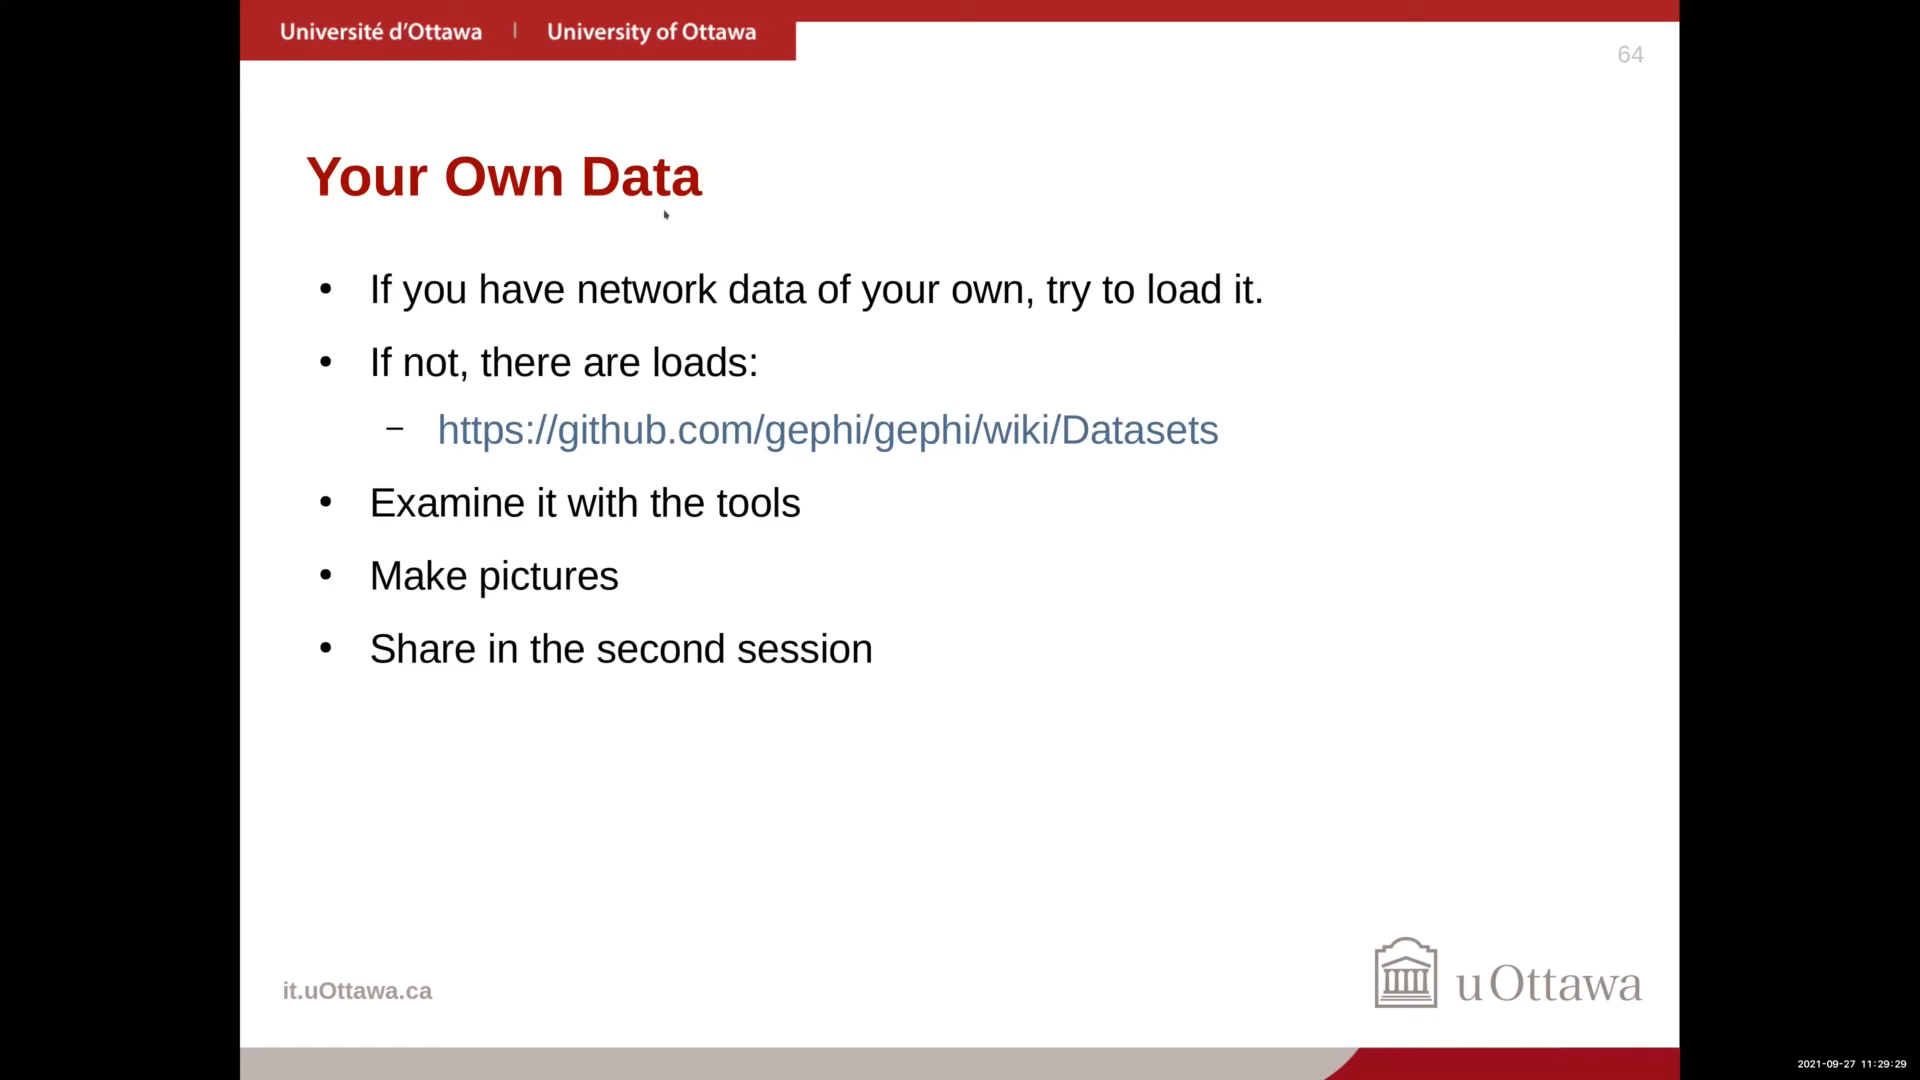 Université d'Ottawa | University of Ottawa
64
Your Own Data
• If you have network data of your own, try to load it.
• If not, there are loads:
– https://github.com/gephi/gephi/wiki/Datasets
• Examine it with the tools
• Make pictures
• Share in the second session
it.uOttawa.ca
uOttawa
2021-09-27 11:29:29